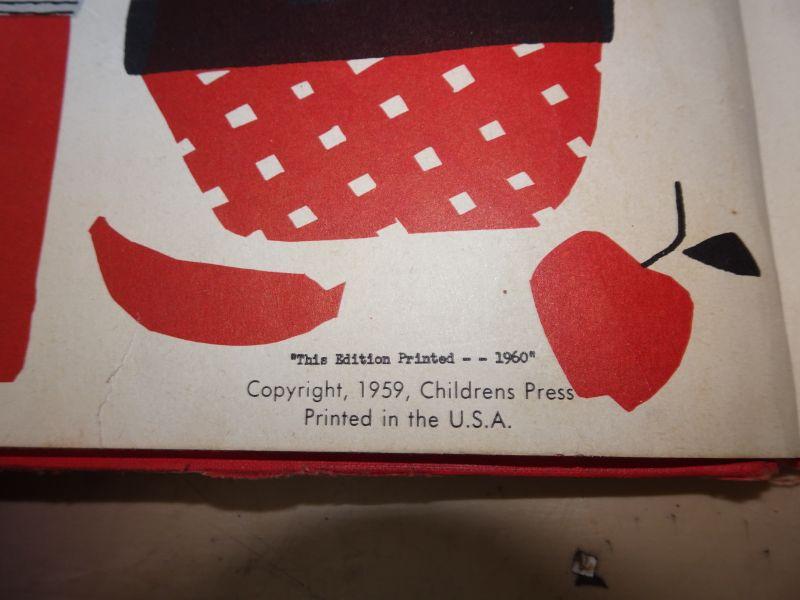 "This Edition Printed - - 1960"
Copyright, 1959, Childrens Press
Printed in the U.S.A.